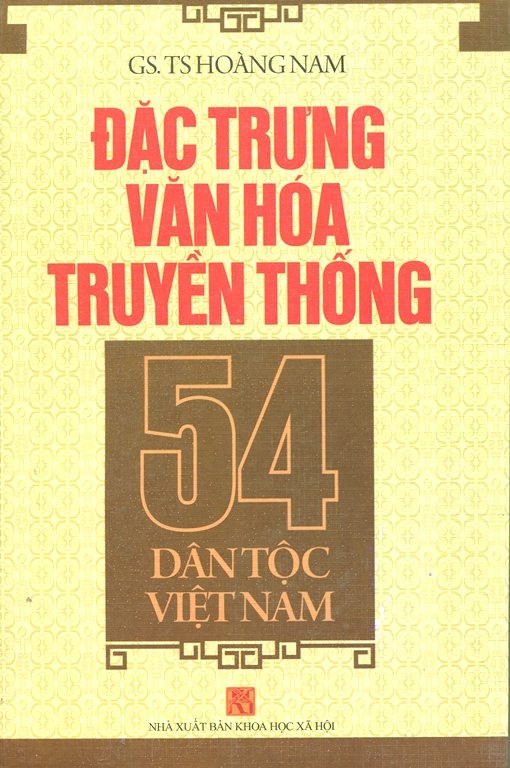 GS. TS HOÀNG NAM
ĐẶC TRƯNG
VĂN HÓA
TRUYỀN THỐNG
54
DÂN TỘC
VIỆT NAM
NHÀ XUẤT BẢN KHOA HỌC XÃ HỘI